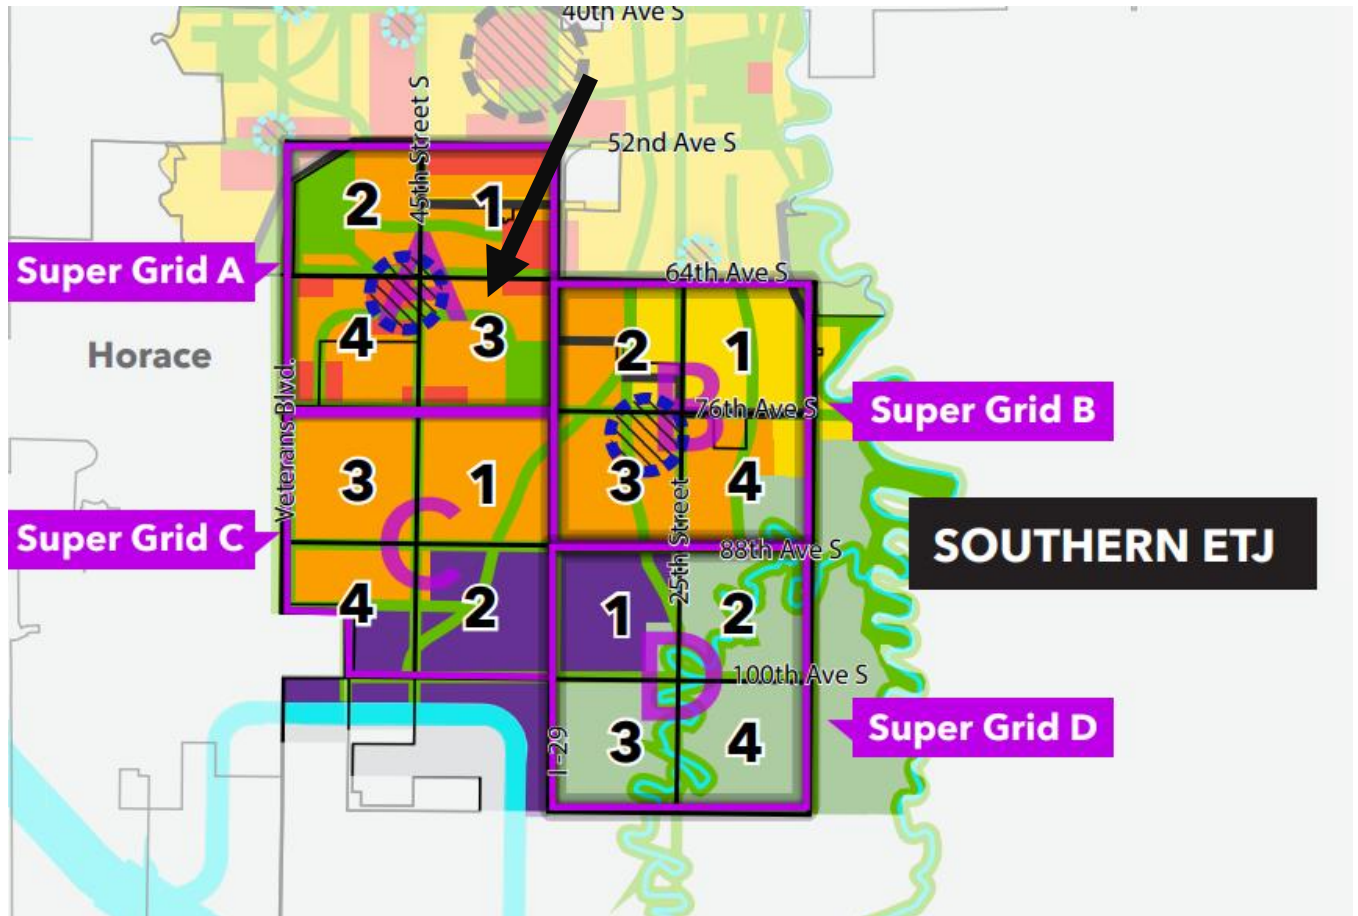 40th Ave S
52nd Ave S
45th Street S
2
1
A
Super Grid A
64th Ave S
Horace
4
3
2
1
B
Veterans Blvd.
76th Ave S
Super Grid B
3
1
3
4
C
25th Street
Super Grid C
88th Ave S
SOUTHERN ETJ
4
2
1
2
D
100th Ave S
Super Grid D
I-29
3
4